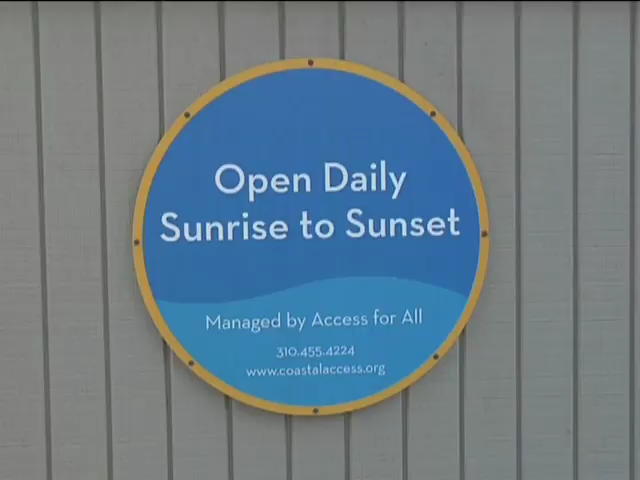 Open Daily
Sunrise to Sunset
Managed by Access for All
310.455.4224
www.coastalaccess.org